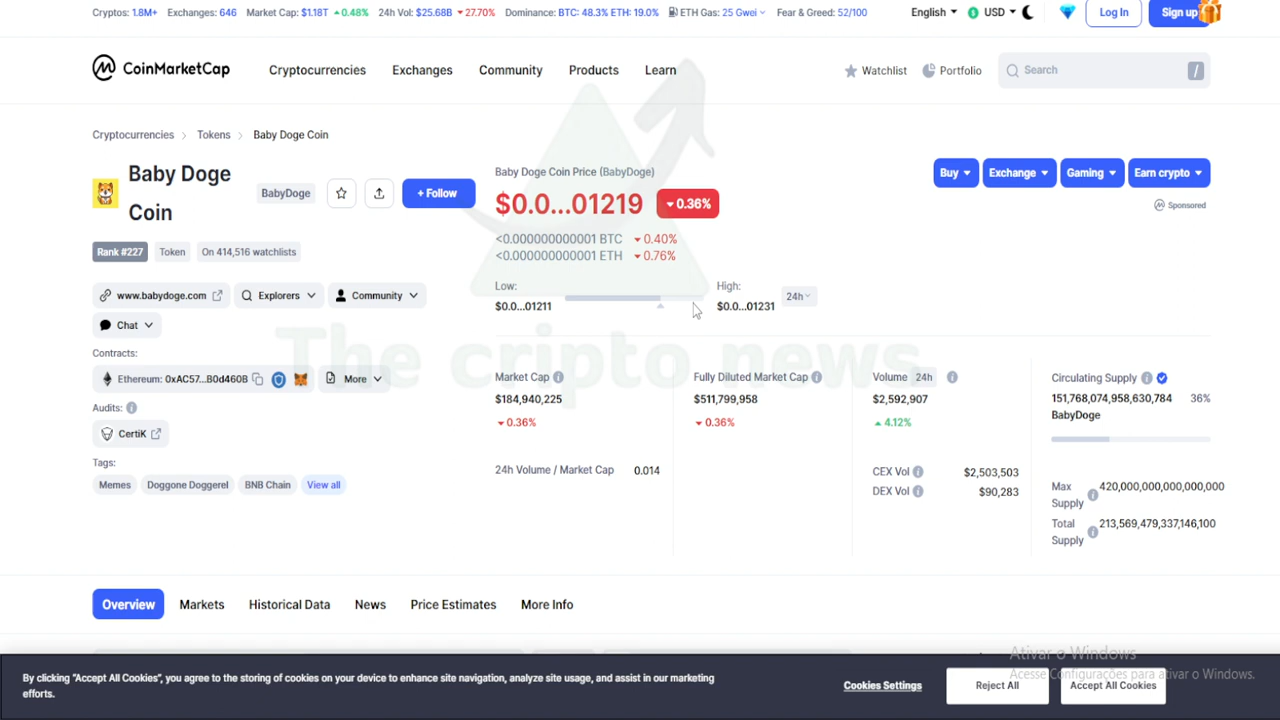 Cryptos: 1.8M+ Exchanges: 646 Market Cap: $1.18T 0.48% 24h Vol: $25.68B 27.70% Dominance: BTC: 48.3% ETH: 19.0% ETH Gas: 25 Gwei Fear & Greed: 52/100 English USD Log In Sign up
CoinMarketCap Cryptocurrencies Exchanges Community Products Learn Watchlist Portfolio Search /
Cryptocurrencies Tokens Baby Doge Coin
Baby Doge
Coin
BabyDoge + Follow
Rank #227 Token On 414,516 watchlists
www.babydoge.com Explorers Community
Chat
Contracts:
Ethereum: 0xAC57...B0d460B More
Audits:
CertiK
Tags:
Memes Doggone Doggerel BNB Chain View all
Baby Doge Coin Price (BabyDoge)
$0.0...01219 0.36%
<0.000000000001 BTC 0.40%
<0.000000000001 ETH 0.76%
Low: High:
$0.0...01211 $0.0...01231 24h
Buy Exchange Gaming Earn crypto
Sponsored
The cripto news
Market Cap
$184,940,225
0.36%
24h Volume / Market Cap 0.014
Fully Diluted Market Cap
$511,799,958
0.36%
Volume 24h
$2,592,907
4.12%
CEX Vol $2,503,503
DEX Vol $90,283
Circulating Supply
151,768,074,958,630,784 36%
BabyDoge
Max
Supply
420,000,000,000,000,000
Total
Supply
213,569,479,337,146,100
Overview Markets Historical Data News Price Estimates More Info
By clicking "Accept All Cookies", you agree to the storing of cookies on your device to enhance site navigation, analyze site usage, and assist in our marketing
efforts.
Cookies Settings Reject All Accept All Cookies
Ativar o Windows
Acesse Configurações para ativar o Windows.